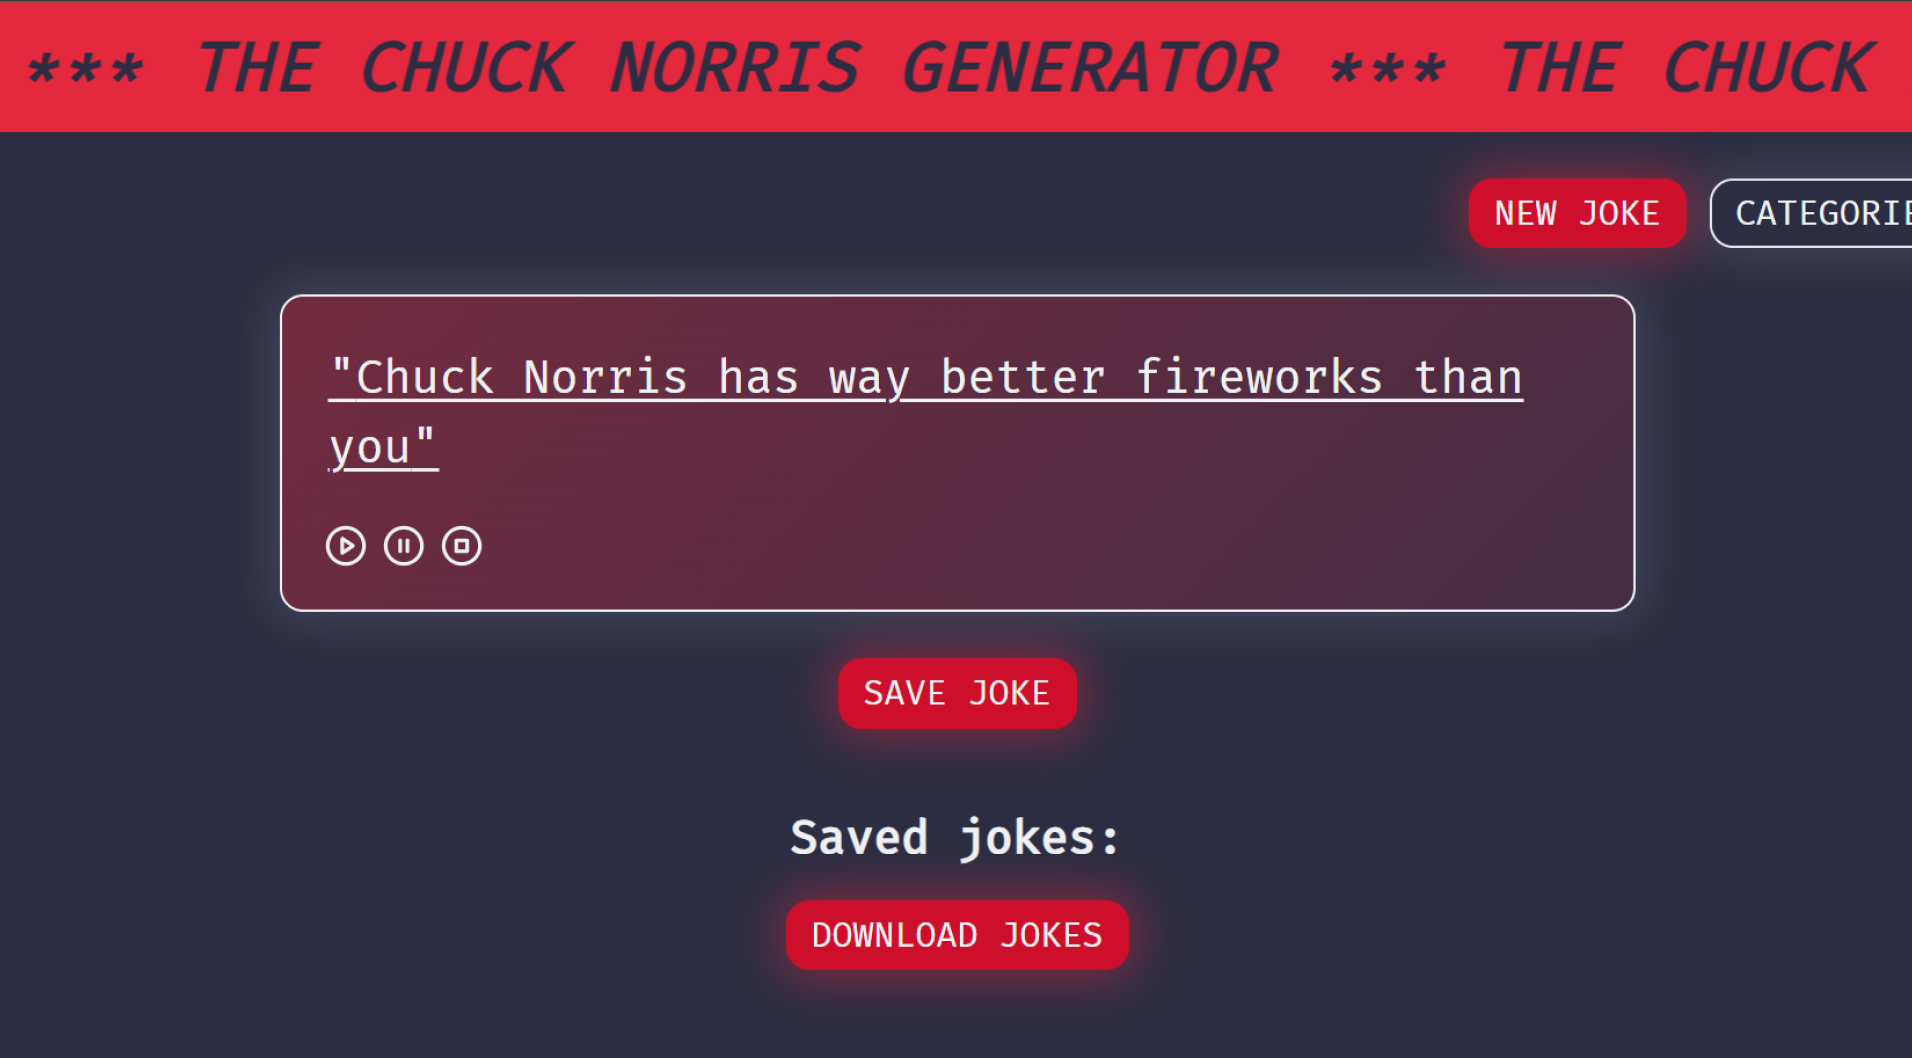 *** THE CHUCK NORRIS GENERATOR *** THE CHUCK
NEW JOKE
CATEGORIE
"Chuck Norris has way better fireworks than
you"
SAVE JOKE
Saved jokes:
DOWNLOAD JOKES